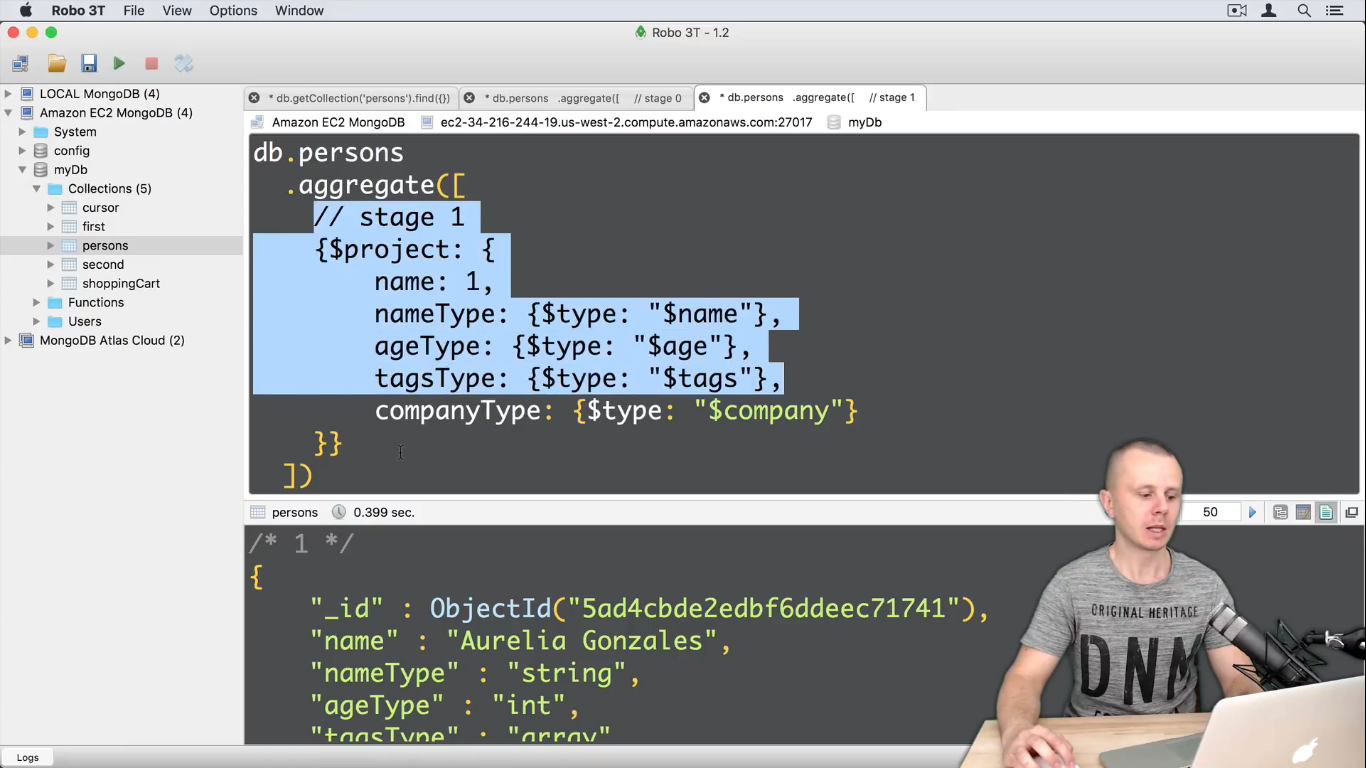 Robo 3T File View Options Window
Robo 3T - 1.2
LOCAL MongoDB (4)
Amazon EC2 MongoDB (4)
System
config
myDb
Collections (5)
cursor
first
persons
second
shoppingCart
Functions
Users
MongoDB Atlas Cloud (2)
* db.getCollection('persons').find({}) * db.persons .aggregate([ // stage 0 * db.persons .aggregate([ // stage 1
Amazon EC2 MongoDB ec2-34-216-244-19.us-west-2.compute.amazonaws.com:27017 myDb
db.persons
.aggregate([
// stage 1
{$project: {
name: 1,
nameType: {$type: "$name"},
ageType: {$type: "$age"},
tagsType: {$type: "$tags"},
companyType: {$type: "$company"}
}}
])
persons 0.399 sec. 50
/* 1 */
{
"_id" : ObjectId("5ad4cbde2edbf6ddeec71741"),
"name" : "Aurelia Gonzales",
"nameType" : "string",
"ageType" : "int",
"tagsType" : "array"
Logs
ORIGINAL HERITAGE
DNM